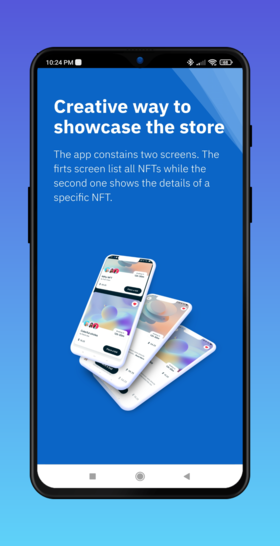 10:24 PM
Creative way to
showcase the store
The app constains two screens. The
firts screen list all NFTs while the
second one shows the details of a
specific NFT.